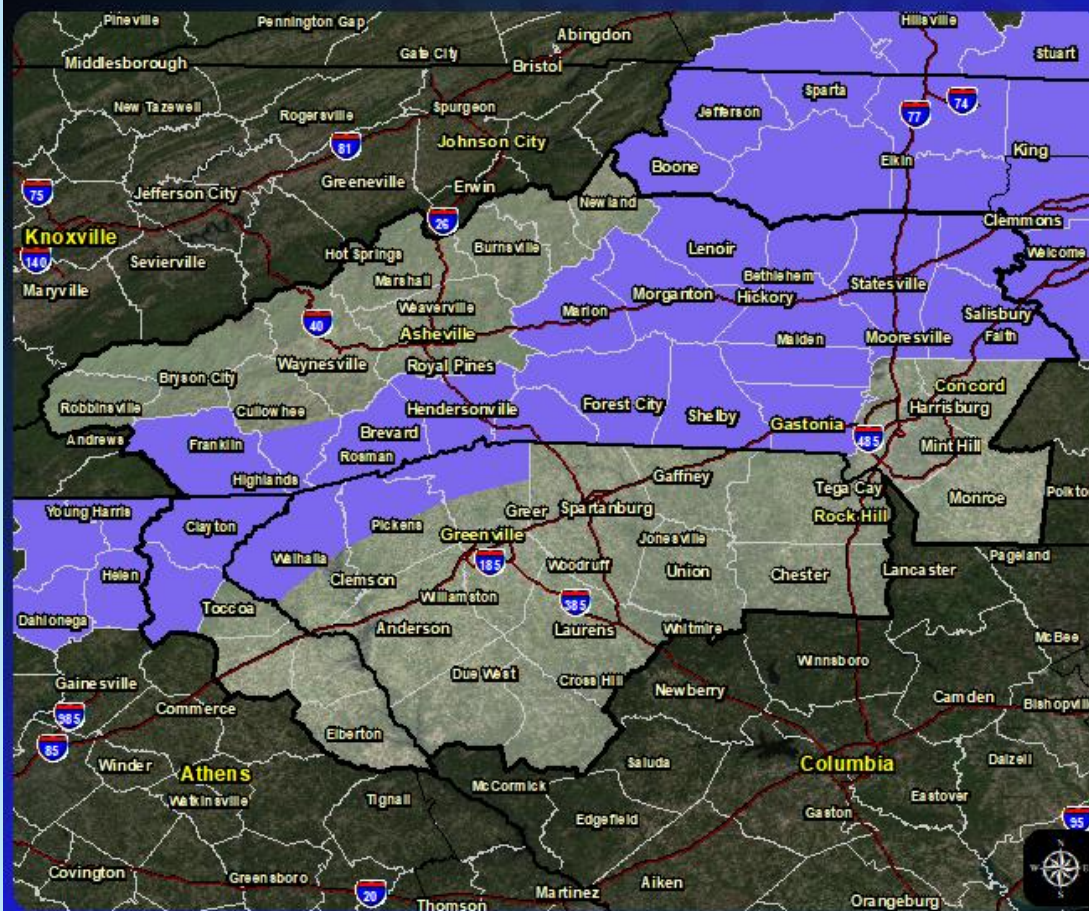 Pineville
Pennington Gap
Hillsville
Abingdon
Gate City
Stuart
Middlesborough
Bristol
New Tazewell
Rogersville
Spurgeon
Sparta
Jefferson
77
74
81
Johnson City
King
Boone
Elkin
75
Jefferson City
Greeneville
Erwin
Newland
26
Clemmons
Knoxville
Burnsville
Lenoir
Hot Springs
Welcome
140
Sevierville
Marshall
Bethlehem
Statesville
Maryville
Morganton
Hickory
Weaverville
Marion
Salisbury
40
Asheville
Maiden
Mooresville
Faith
Waynesville
Royal Pines
Bryson City
Concord
Robbinsville
Cullowhee
Hendersonville
Forest City
Harrisburg
Shelby
Gastonia
Andrews
Franklin
Brevard
485
Mint Hill
Rosman
Highlands
Gaffney
Tega Cay
Monroe
Polkto
Young Harris
Clayton
Pickens
Greer
Spartanburg
Rock Hill
Greenville
Jonesville
Walhalla
185
Pageland
Helen
Clemson
Woodruff
Union
Chester
Lancaster
Toccoa
Williamston
385
Dahlonega
Anderson
Laurens
Whitmire
McBee
Winnsboro
Due West
Cross Hill
Gainesville
Newberry
Camden
Commerce
Bishopvill
985
Elberton
85
Winder
Athens
Saluda
Columbia
Dalzell
McCormick
Watkinsville
Tignall
Eastover
Edgefield
Gaston
95
N
W
E
S
Covington
Greensboro
Aiken
20
Martinez
Thomson
Orangeburg